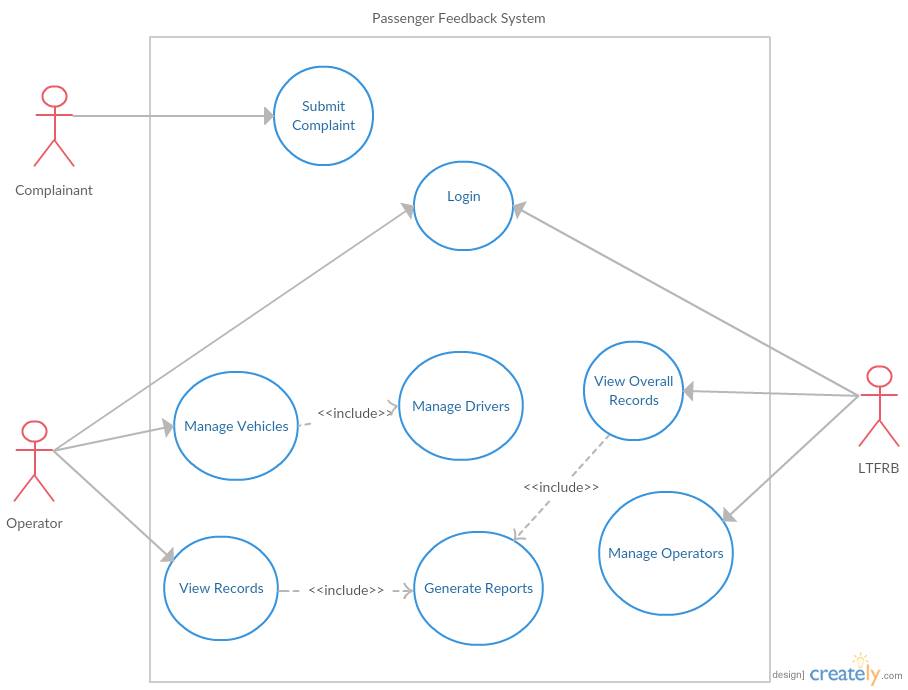 Passenger Feedback System
Submit
Complaint
Complainant
Login
View Overall
Records
Manage Vehicles
<<include>>
Manage Drivers
LTFRB
<<include>>
Operator
Manage Operators
View Records
<<include>>
Generate Reports
design]
creately.com